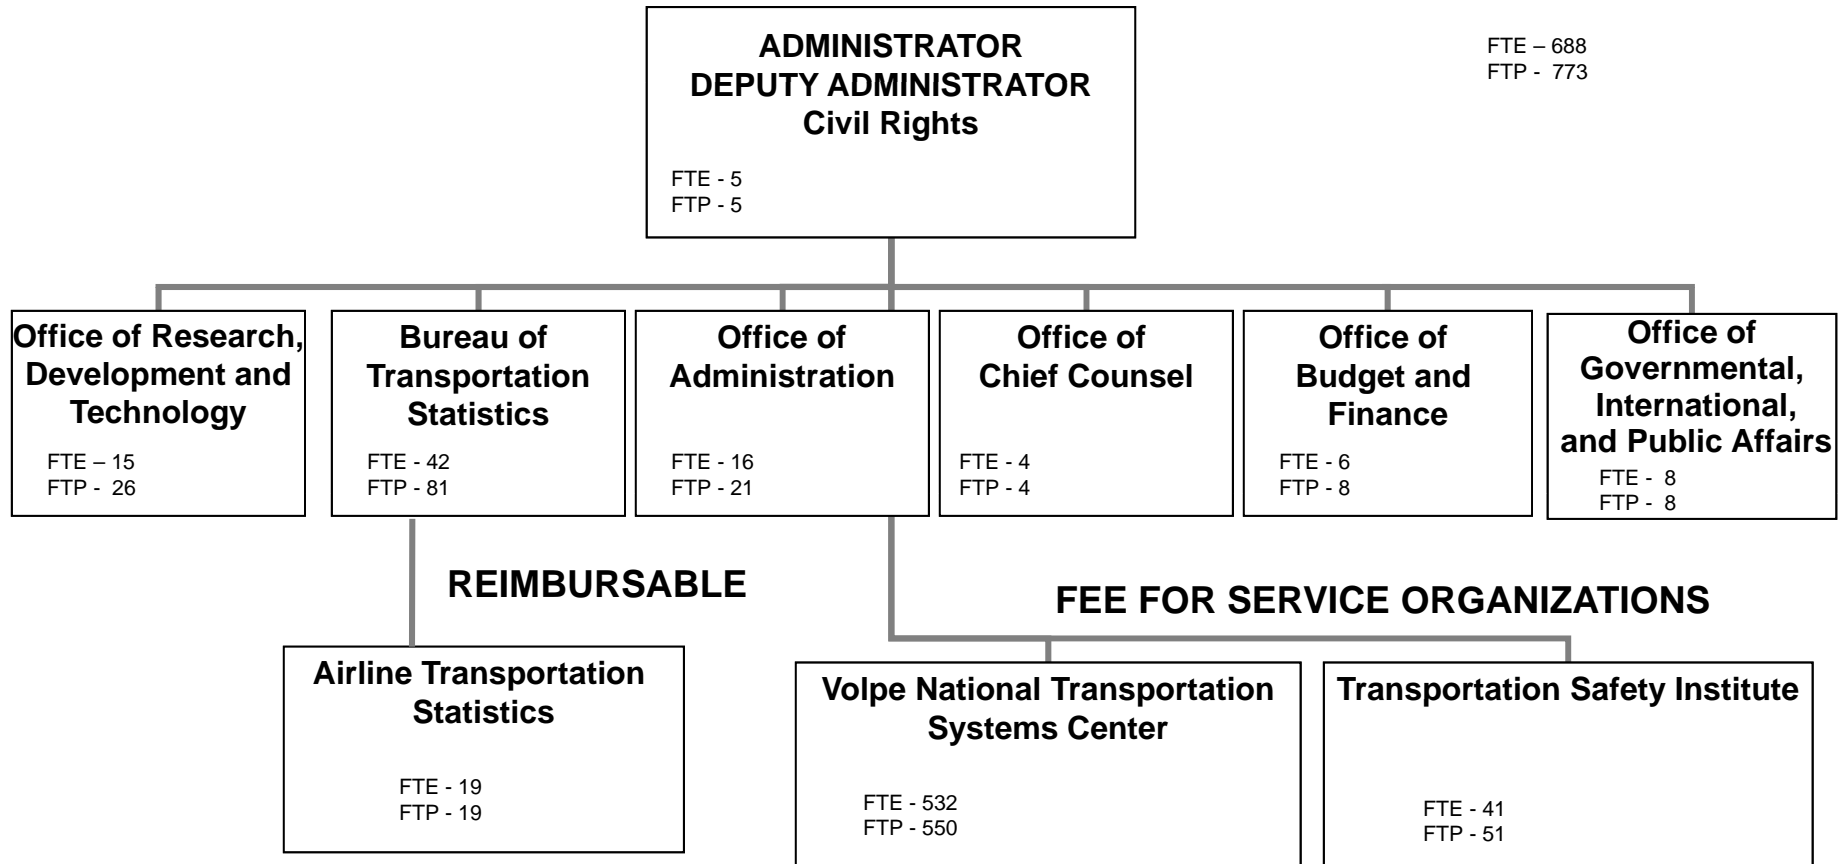 ADMINISTRATOR
DEPUTY ADMINISTRATOR
Civil Rights
FTE - 5
FTP - 5
FTE – 688
FTP -  773
Office of Research,
Development and
Technology
FTE – 15
FTP -  26
Bureau of
Transportation
Statistics
FTE - 42
FTP - 81
Office of
Administration
FTE - 16
FTP - 21
Office of
Chief Counsel
FTE - 4
FTP - 4
Office of
Budget and
Finance
FTE - 6
FTP - 8
Office of
Governmental,
International,
and Public Affairs
FTE -  8
FTP -  8
REIMBURSABLE
FEE FOR SERVICE ORGANIZATIONS
Airline Transportation
Statistics
FTE - 19
FTP - 19
Volpe National Transportation
Systems Center
FTE - 532
FTP - 550
Transportation Safety Institute
FTE - 41
FTP - 51